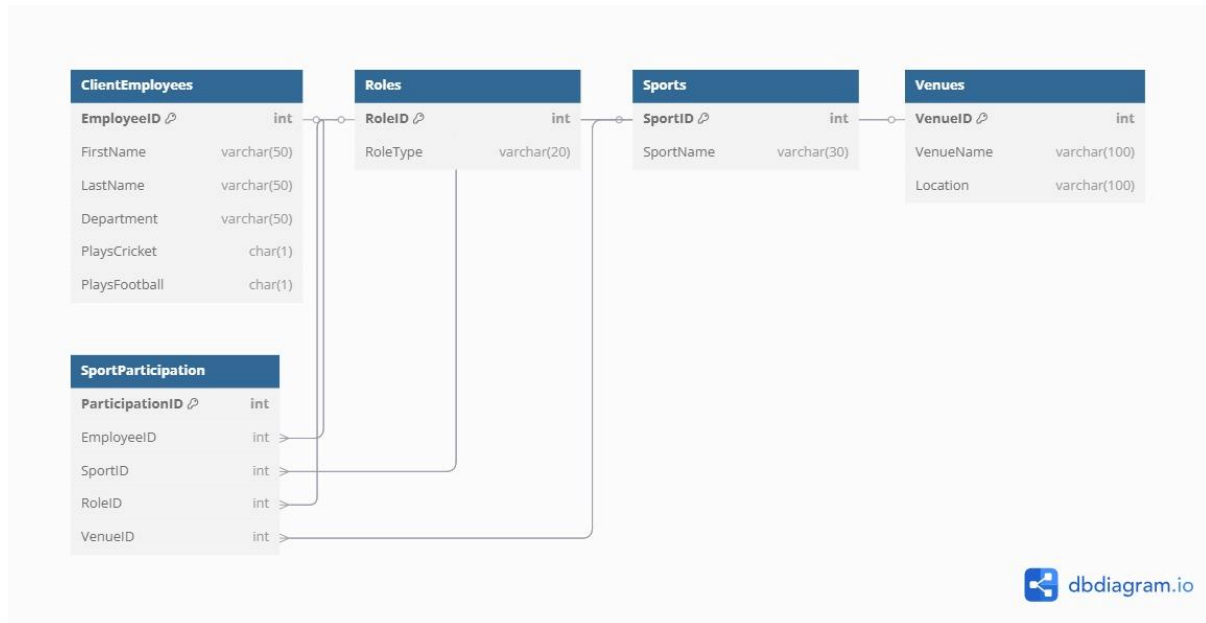 ClientEmployees
EmployeeID int
FirstName varchar(50)
LastName varchar(50)
Department varchar(50)
PlaysCricket char(1)
PlaysFootball char(1)
Roles
RoleID int
RoleType varchar(20)
Sports
SportID int
SportName varchar(30)
Venues
VenueID int
VenueName varchar(100)
Location varchar(100)
SportParticipation
ParticipationID int
EmployeeID int
SportID int
RoleID int
VenueID int
dbdiagram.io